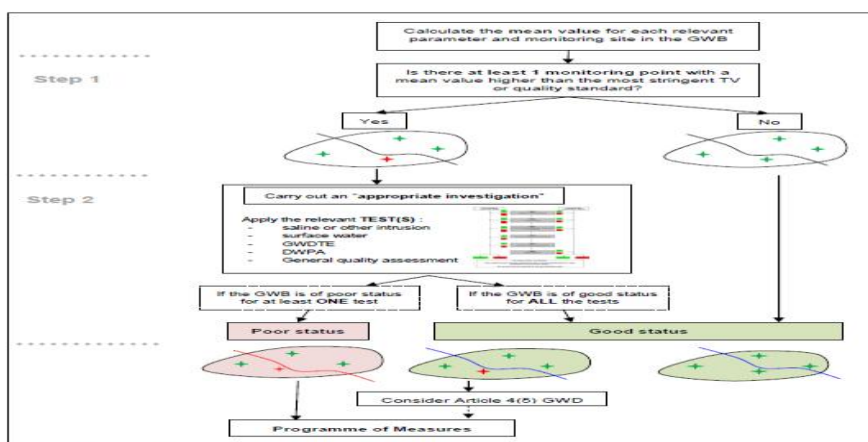 Calculate the mean value for each relevant
parameter and monitoring site in the GWB
Step 1
Is there at least 1 monitoring point with a
mean value higher than the most stringent TV
or quality standard?
Yes
No
Step 2
Carry out an "appropriate investigation"
Apply the relevant TEST(S) :
- saline or other intrusion
- surface water
- GWDTE
- DWPA
- General quality assessment
If the GWB is of poor status
for at least ONE test
If the GWB is of good status
for ALL the tests
Poor status
Good status
Consider Article 4(5) GWD
Programme of Measures